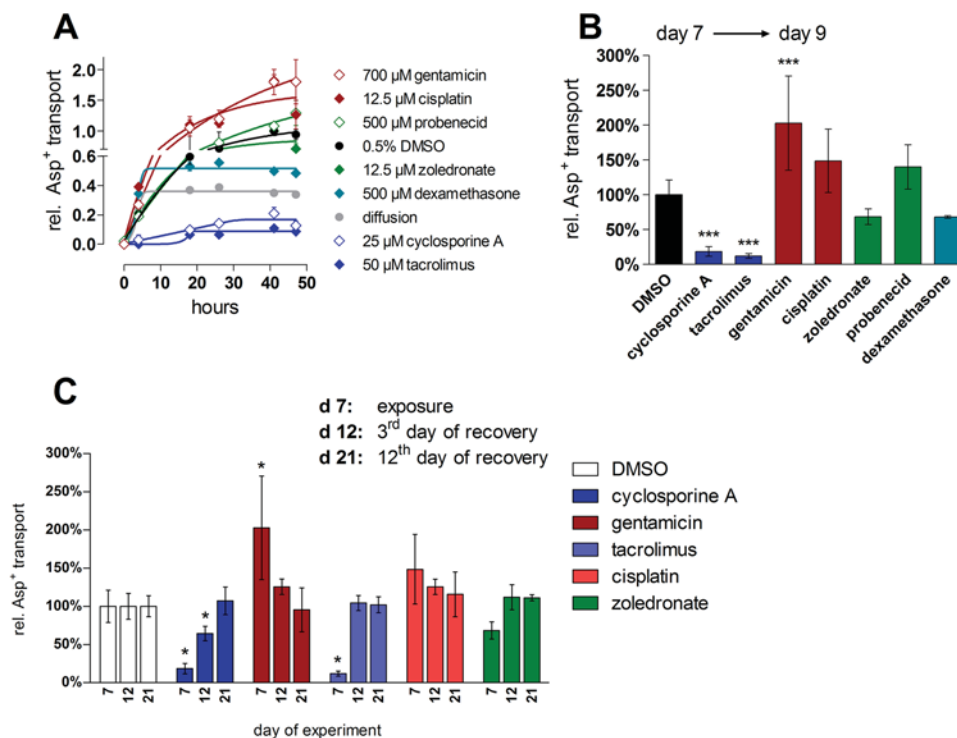 A
rel. Asp⁺ transport
2.0
1.5
1.0
0.6
0.4
0.2
0.0
0 10 20 30 40 50
hours
700 µM gentamicin
12.5 µM cisplatin
500 µM probenecid
0.5% DMSO
12.5 µM zoledronate
500 µM dexamethasone
diffusion
25 µM cyclosporine A
50 µM tacrolimus
B
day 7 → day 9
rel. Asp⁺ transport
300%
250%
200%
150%
100%
50%
0%
***
***
***
DMSO
cyclosporine A
tacrolimus
gentamicin
cisplatin
zoledronate
probenecid
dexamethasone
C
d 7: exposure
d 12: 3rd day of recovery
d 21: 12th day of recovery
rel. Asp⁺ transport
300%
250%
200%
150%
100%
50%
0%
*
*
*
*
7 12 21 7 12 21 7 12 21 7 12 21 7 12 21 7 12 21
day of experiment
DMSO
cyclosporine A
gentamicin
tacrolimus
cisplatin
zoledronate